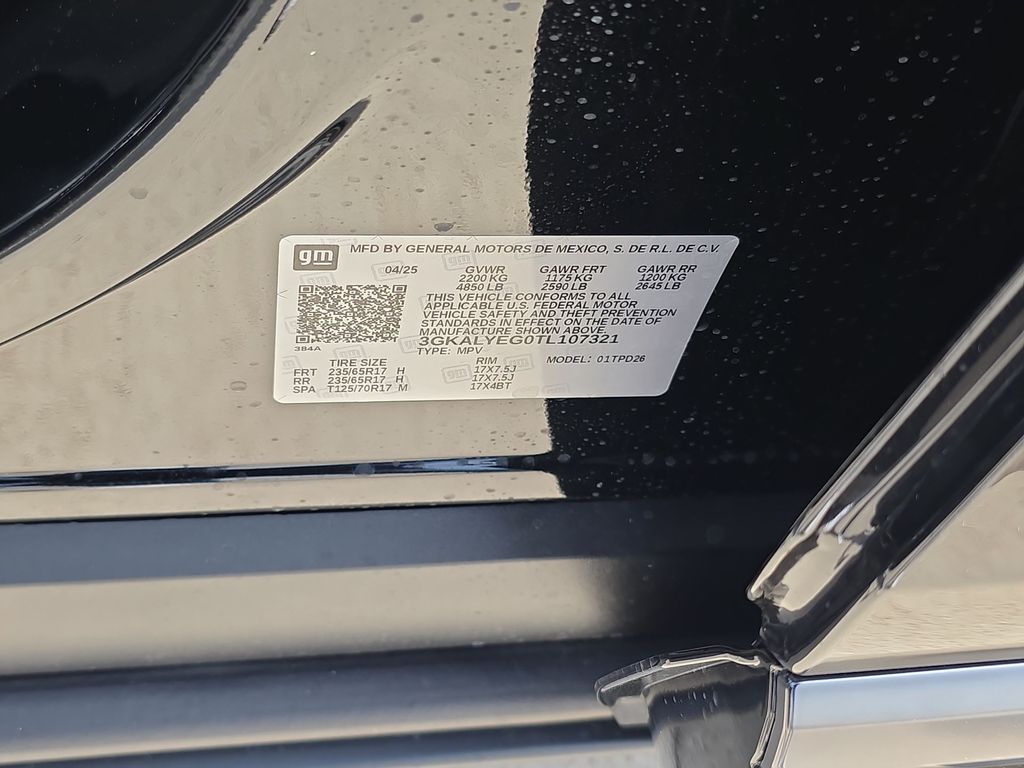 gm MFD BY GENERAL MOTORS DE MEXICO, S. DE R.L. DE C.V.
04/25 GVWR GAWR FRT GAWR RR
2200 KG 1175 KG 1200 KG
4850 LB 2590 LB 2645 LB
THIS VEHICLE CONFORMS TO ALL
APPLICABLE U.S. FEDERAL MOTOR
VEHICLE SAFETY AND THEFT PREVENTION
STANDARDS IN EFFECT ON THE DATE OF
MANUFACTURE SHOWN ABOVE.
3GKALYEG0TL107321
3B4A
TYPE: MPV MODEL: 01TPD26
TIRE SIZE RIM
FRT 235/65R17 H 17X7.5J
RR 235/65R17 H 17X7.5J
SPA T125/70R17 M 17X4BT